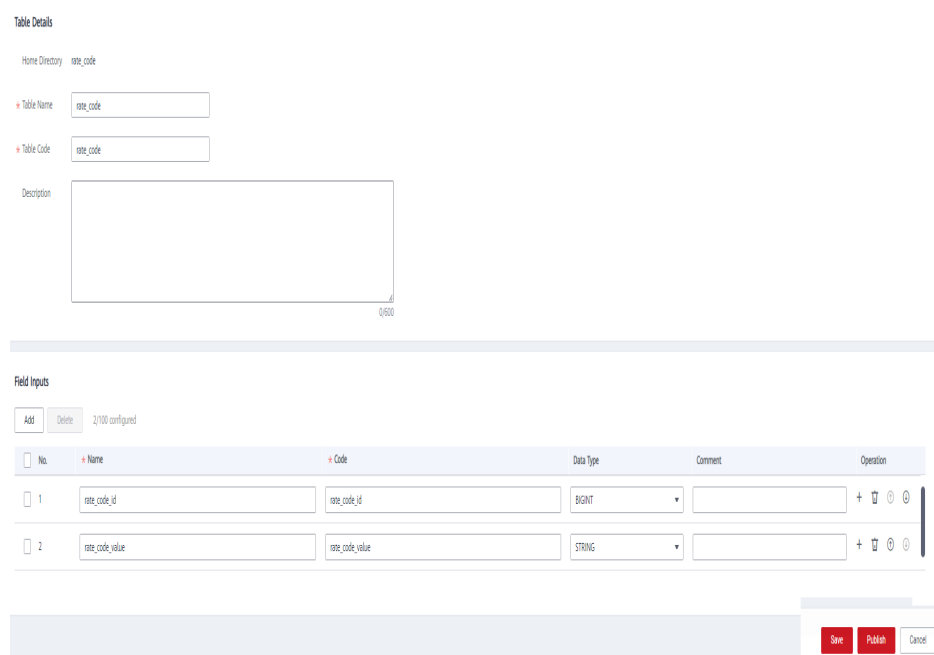 Table Details
Home Directory rate_code
* Table Name rate_code
* Table Code rate_code
Description
0/600
Field Inputs
Add Delete 2/100 configured
No. * Name * Code Data Type Comment Operation
1 rate_code_id rate_code_id BIGINT
2 rate_code_value rate_code_value STRING
Save Publish Cancel